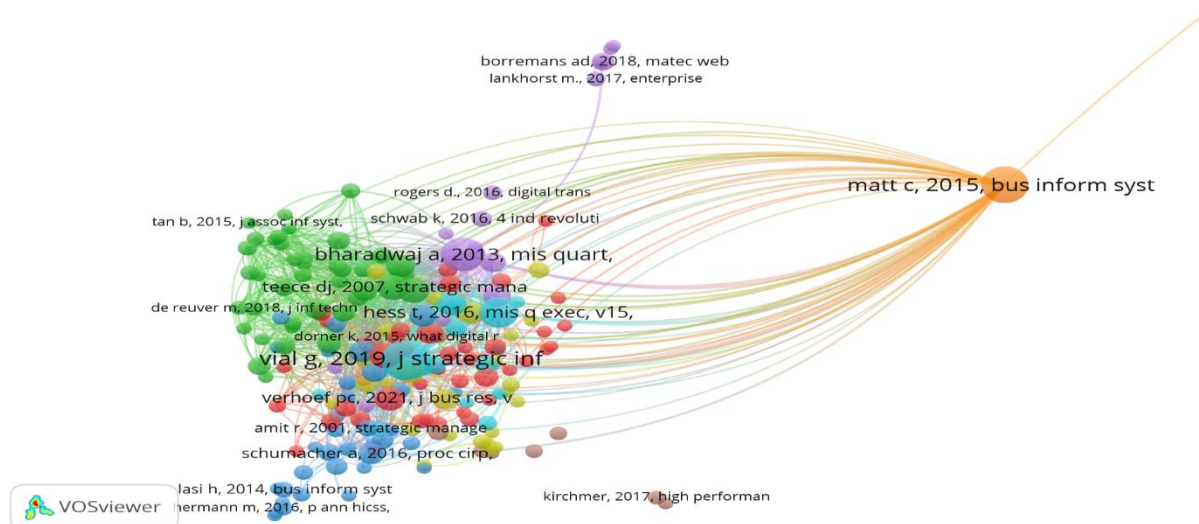 borremans ad, 2018, matec web
lankhorst m., 2017, enterprise
matt c, 2015, bus inform syst
rogers d., 2016, digital trans
schwab k, 2016, 4 ind revoluti
tan b, 2015, j assoc inf syst,
bharadwaj a, 2013, mis quart,
teece dj, 2007, strategic mana
de reuver m, 2018, j inf techn
hess t, 2016, mis q exec, v15,
dorner k, 2015, what digital r
vial g, 2019, j strategic inf
verhoef pc, 2021, j bus res, v
amit r, 2001, strategic manage
schumacher a, 2016, proc cirp,
lasi h, 2014, bus inform syst
kirchmer, 2017, high performan
hermann m, 2016, p ann hicss,
VOSviewer